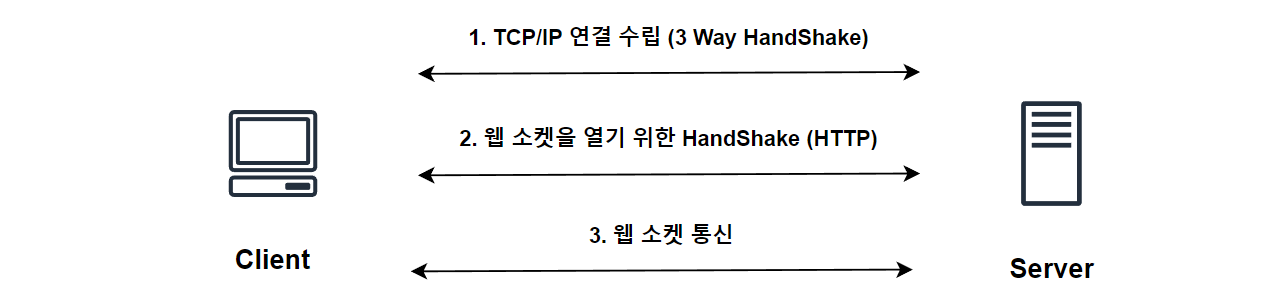 1. TCP/IP 연결 수립 (3 Way HandShake)
2. 웹 소켓을 열기 위한 HandShake (HTTP)
3. 웹 소켓 통신
Client
Server